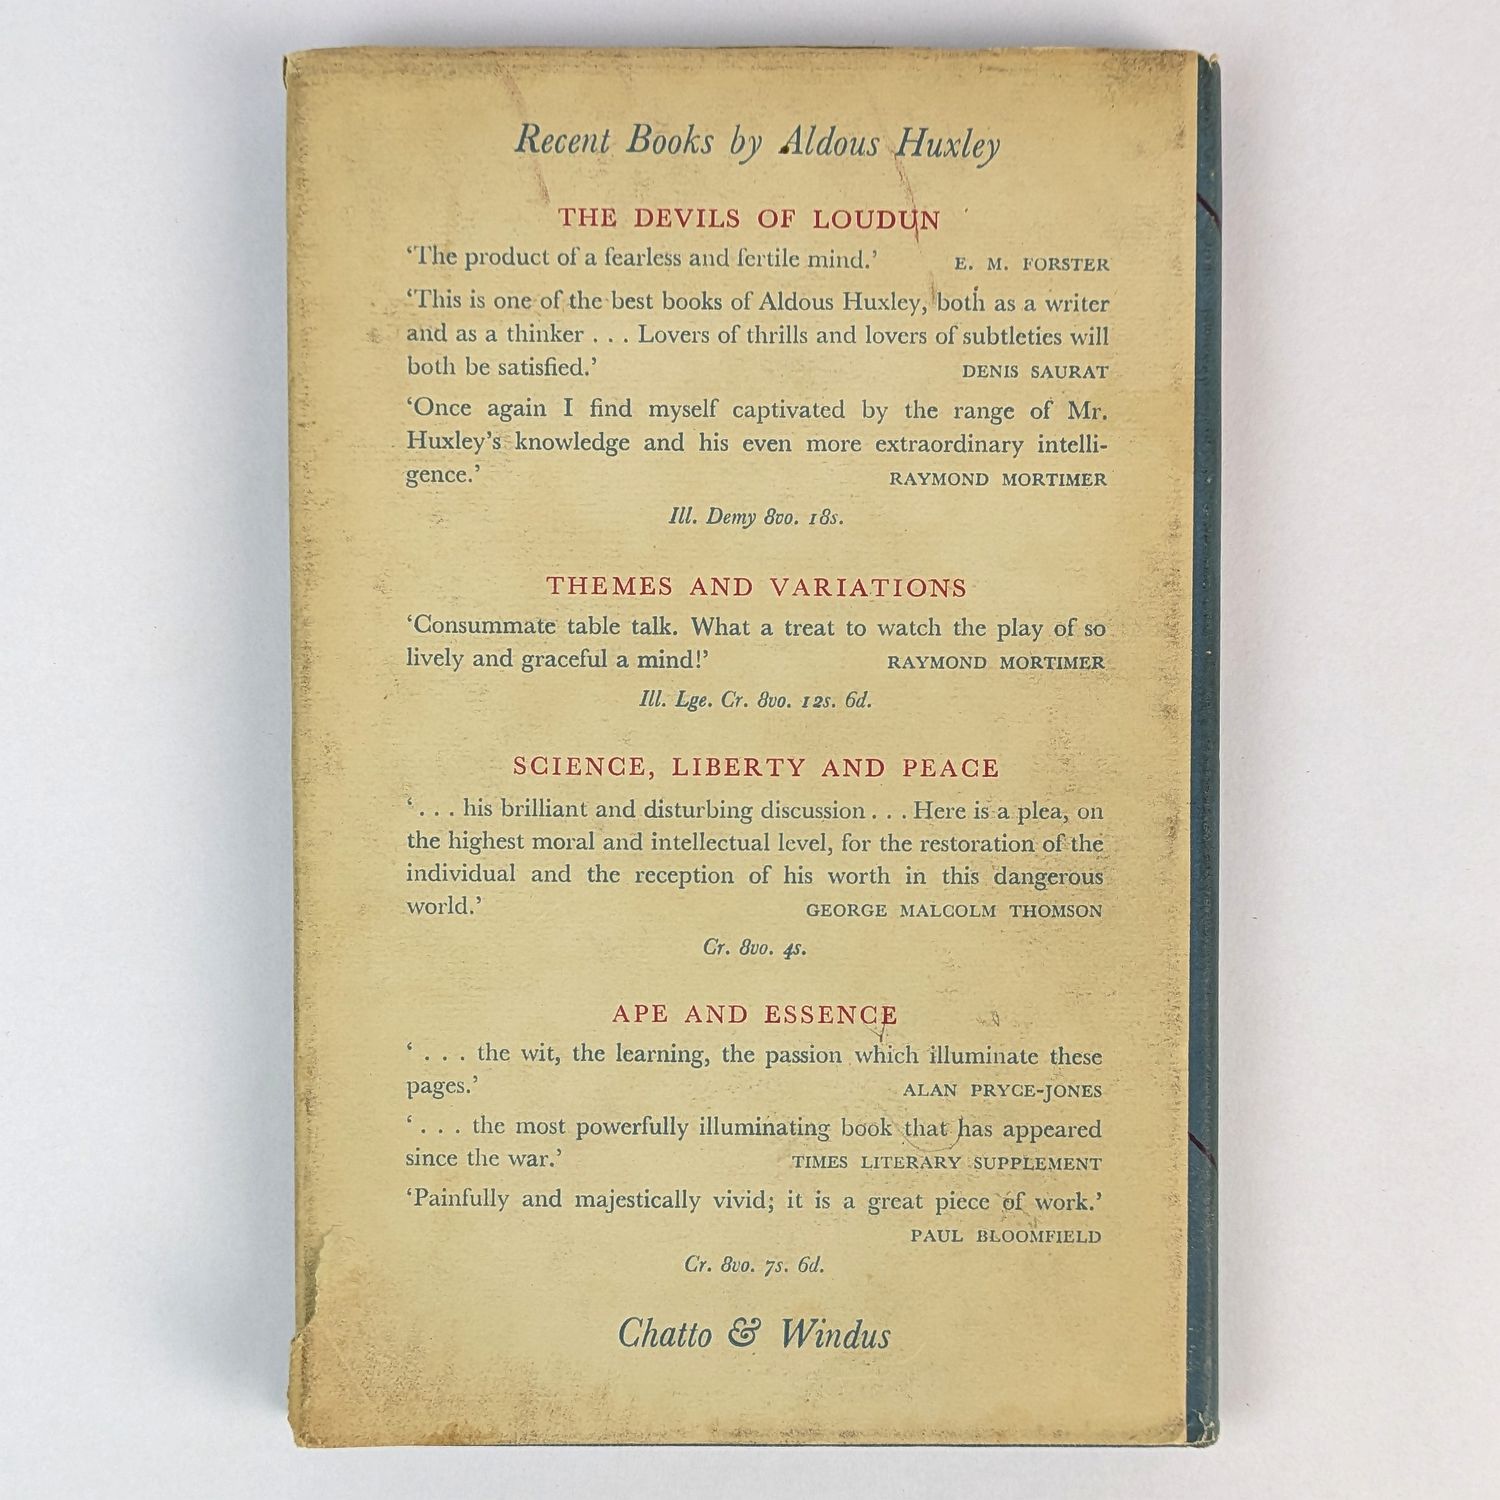 Recent Books by Aldous Huxley
THE DEVILS OF LOUDUN
‘The product of a fearless and fertile mind.’ E. M. FORSTER
‘This is one of the best books of Aldous Huxley, both as a writer
and as a thinker . . . Lovers of thrills and lovers of subtleties will
both be satisfied.’ DENIS SAURAT
‘Once again I find myself captivated by the range of Mr.
Huxley’s knowledge and his even more extraordinary intelli-
gence.’ RAYMOND MORTIMER
Ill. Demy 8vo. 18s.
THEMES AND VARIATIONS
‘Consummate table talk. What a treat to watch the play of so
lively and graceful a mind!’ RAYMOND MORTIMER
Ill. Lge. Cr. 8vo. 12s. 6d.
SCIENCE, LIBERTY AND PEACE
‘ . . . his brilliant and disturbing discussion . . . Here is a plea, on
the highest moral and intellectual level, for the restoration of the
individual and the reception of his worth in this dangerous
world.’ GEORGE MALCOLM THOMSON
Cr. 8vo. 4s.
APE AND ESSENCE
‘ . . . the wit, the learning, the passion which illuminate these
pages.’ ALAN PRYCE-JONES
‘ . . . the most powerfully illuminating book that has appeared
since the war.’ TIMES LITERARY SUPPLEMENT
‘Painfully and majestically vivid; it is a great piece of work.’
PAUL BLOOMFIELD
Cr. 8vo. 7s. 6d.
Chatto & Windus